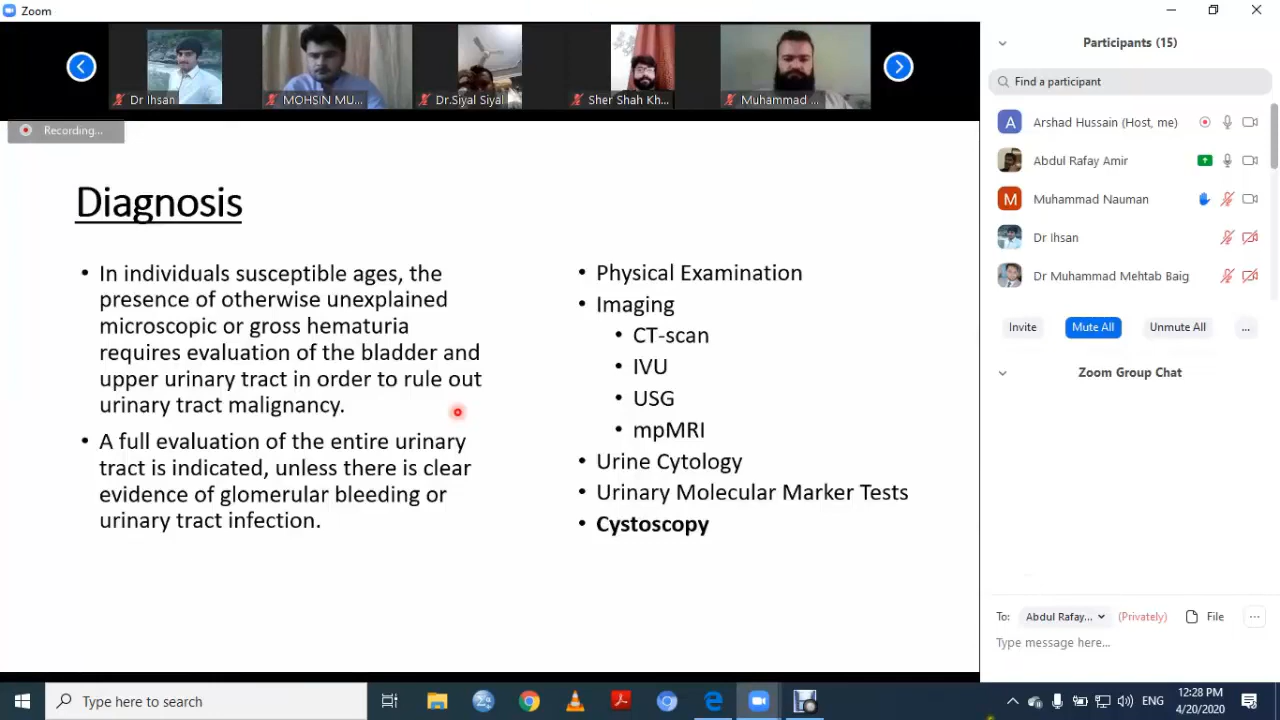 Zoom
Participants (15)
Find a participant
Dr Ihsan
MOHSIN MU...
Dr.Siyal Siyal
Sher Shah Kh...
Muhammad ...
Recording...
Diagnosis
• In individuals susceptible ages, the
presence of otherwise unexplained
microscopic or gross hematuria
requires evaluation of the bladder and
upper urinary tract in order to rule out
urinary tract malignancy.
• A full evaluation of the entire urinary
tract is indicated, unless there is clear
evidence of glomerular bleeding or
urinary tract infection.
• Physical Examination
• Imaging
• CT-scan
• IVU
• USG
• mpMRI
• Urine Cytology
• Urinary Molecular Marker Tests
• Cystoscopy
A Arshad Hussain (Host, me)
Abdul Rafay Amir
M Muhammad Nauman
Dr Ihsan
Dr Muhammad Mehtab Baig
Invite
Mute All
Unmute All
...
Zoom Group Chat
To: Abdul Rafay... (Privately) File ...
Type message here...
Type here to search
ENG
12:28 PM
4/20/2020